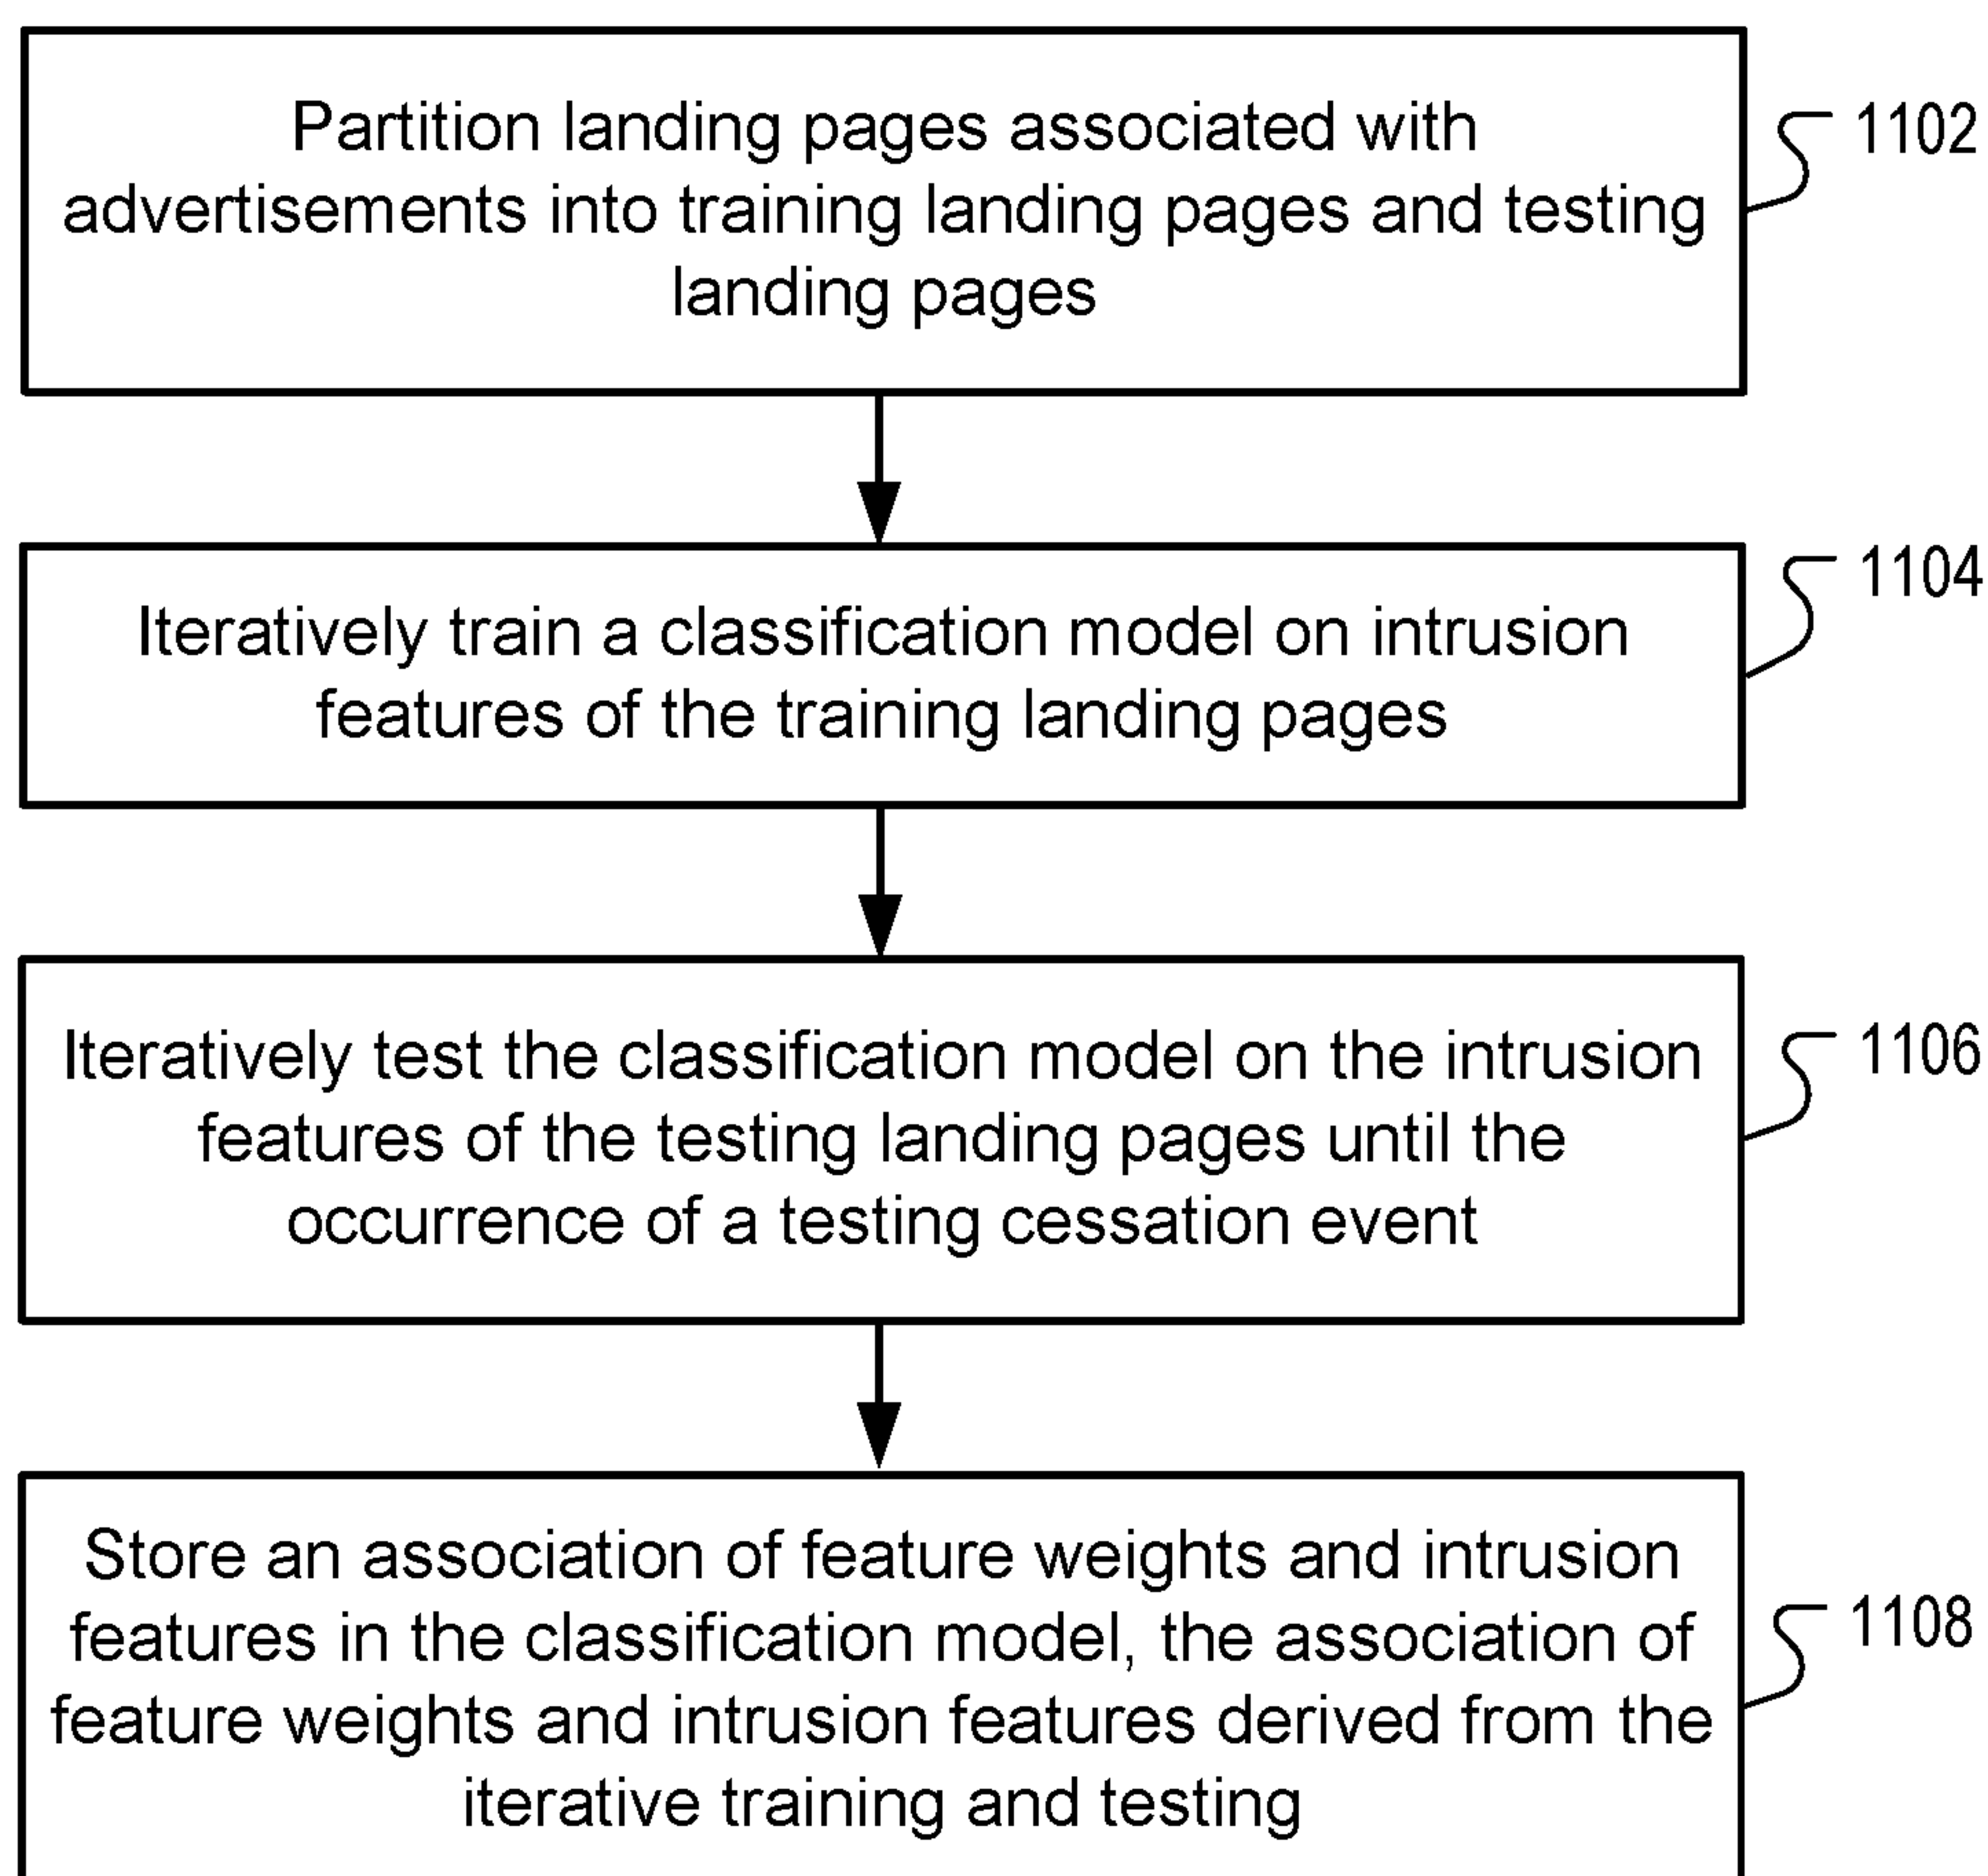 Partition landing pages associated with
advertisements into training landing pages and testing
landing pages
1102
Iteratively train a classification model on intrusion
features of the training landing pages
1104
Iteratively test the classification model on the intrusion
features of the testing landing pages until the
occurrence of a testing cessation event
1106
Store an association of feature weights and intrusion
features in the classification model, the association of
feature weights and intrusion features derived from the
iterative training and testing
1108